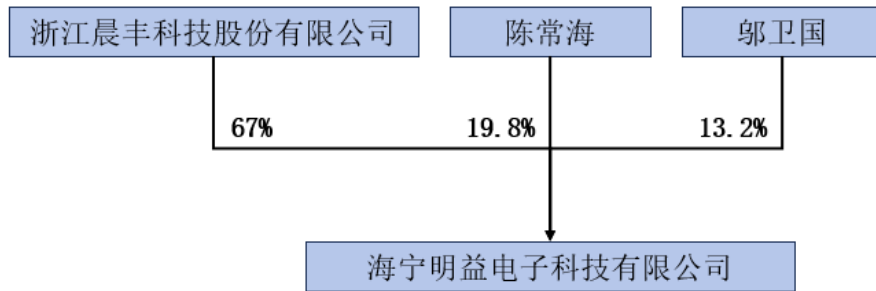 浙江晨丰科技股份有限公司
陈常海
邬卫国
67%
19.8%
13.2%
海宁明益电子科技有限公司